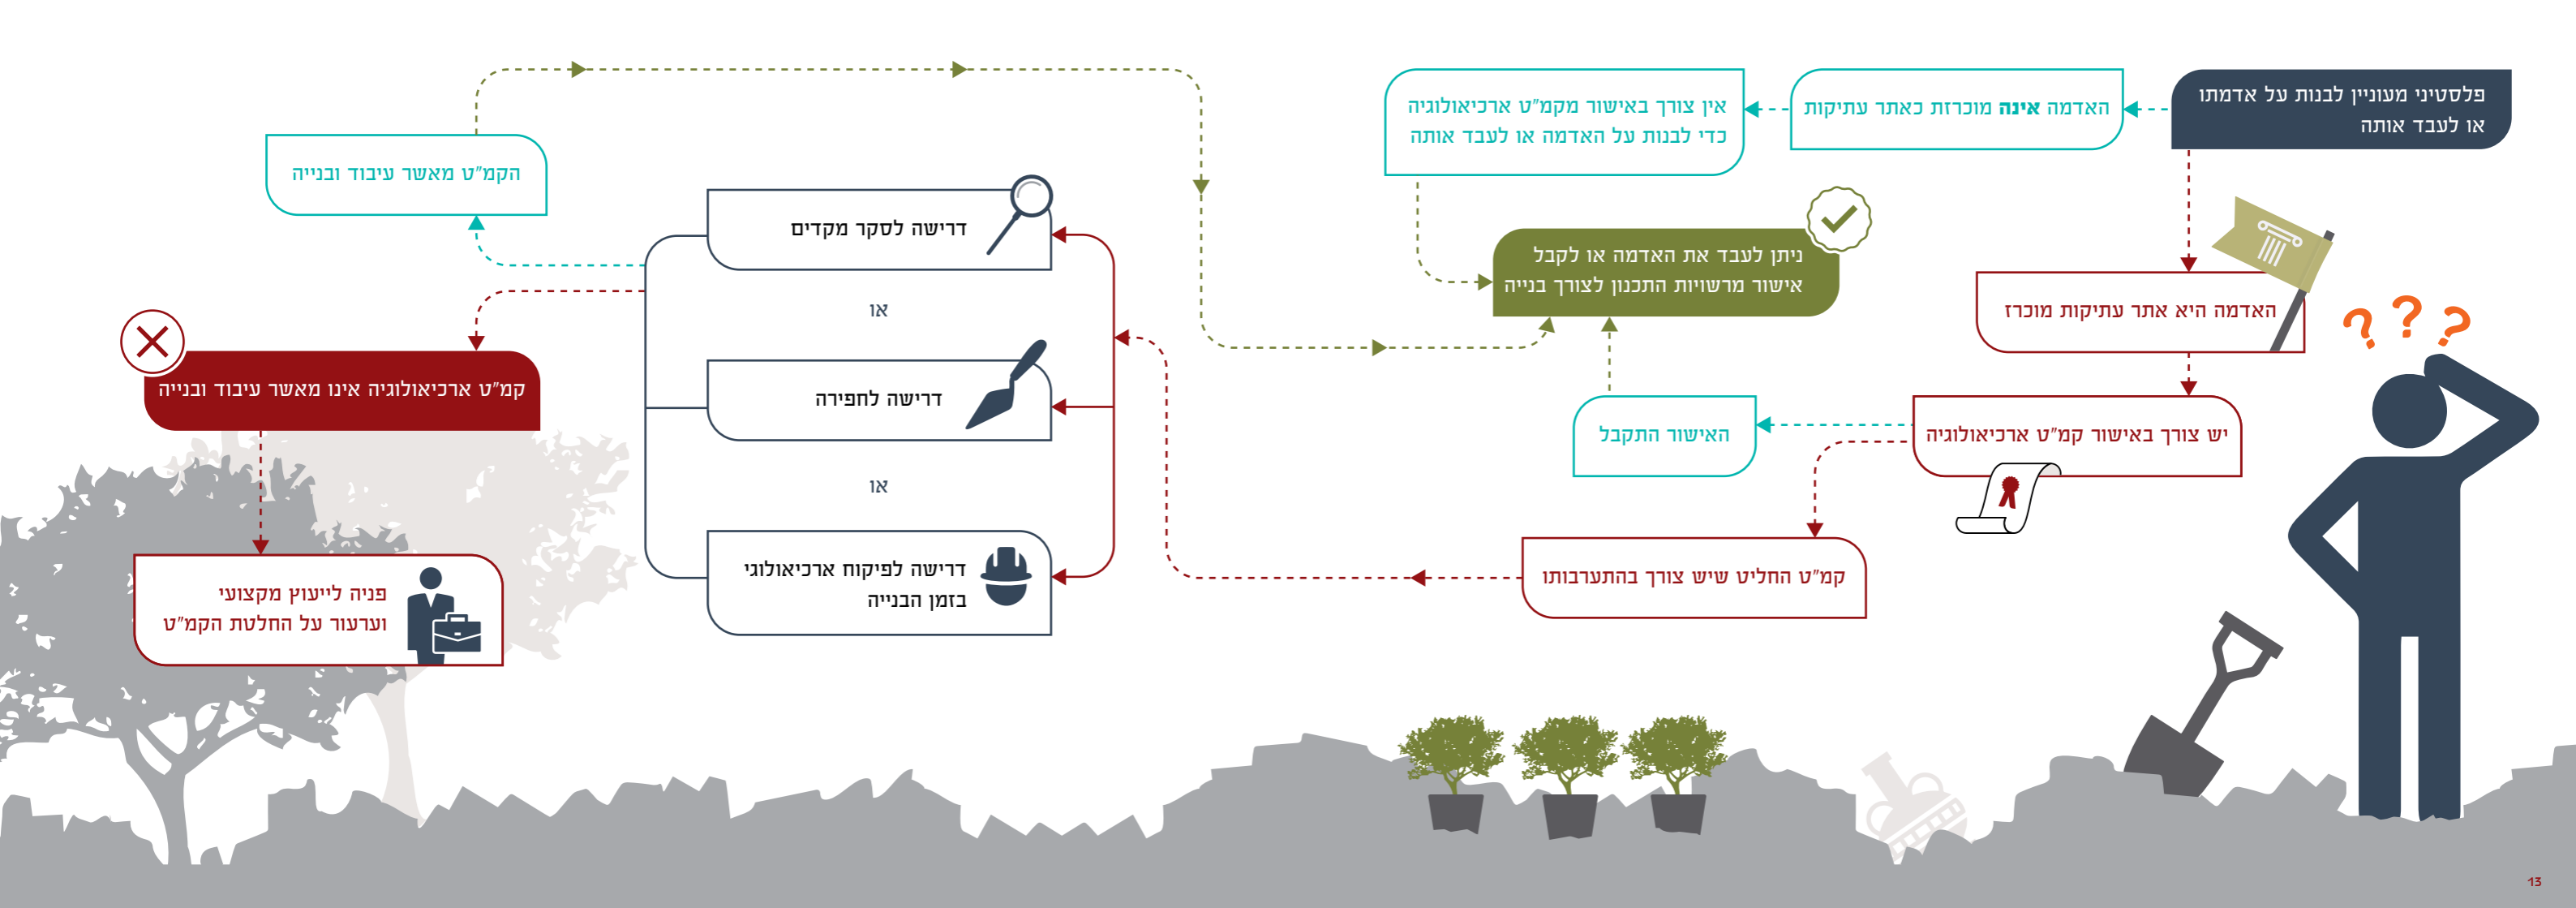 פלסטיני מעוניין לבנות על אדמתו
או לעבד אותה
האדמה אינה מוכרזת כאתר עתיקות
אין צורך באישור מקמ"ט ארכיאולוגיה
כדי לבנות על האדמה או לעבד אותה
ניתן לעבד את האדמה או לקבל
אישור מרשויות התכנון לצורך בנייה
האדמה היא אתר עתיקות מוכרז
? ? ?
יש צורך באישור קמ"ט ארכיאולוגיה
האישור התקבל
קמ"ט החליט שיש צורך בהתערבותו
דרישה לסקר מקדים
או
דרישה לחפירה
או
דרישה לפיקוח ארכיאולוגי
בזמן הבנייה
הקמ"ט מאשר עיבוד ובנייה
קמ"ט ארכיאולוגיה אינו מאשר עיבוד ובנייה
פניה לייעוץ מקצועי
וערעור על החלטת הקמ"ט
13